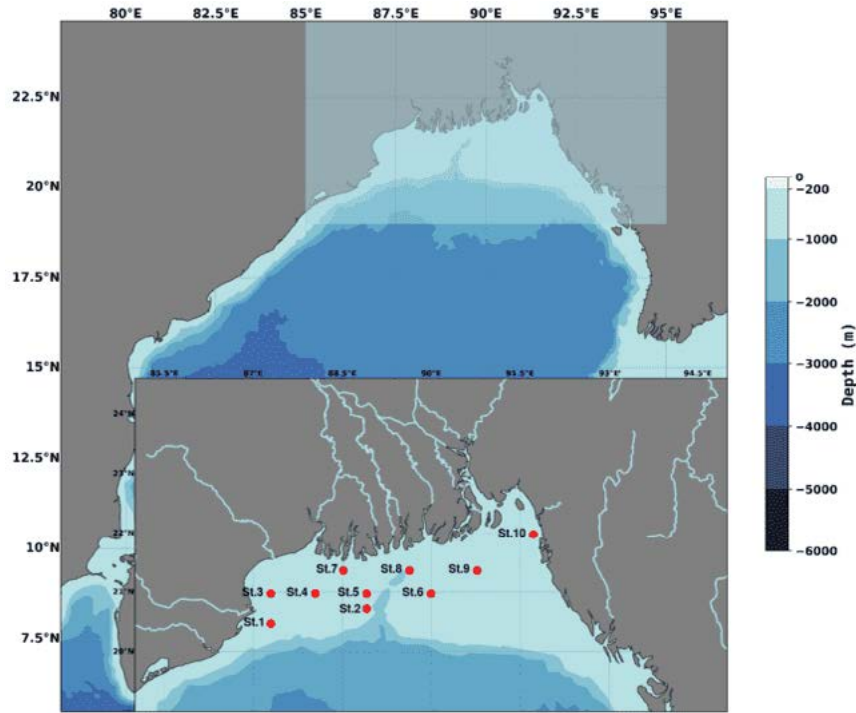 80°E 82.5°E 85°E 87.5°E 90°E 92.5°E 95°E
22.5°N
20°N
17.5°N
15°N
12.5°N
10°N
7.5°N
0
−200
−1000
−2000
−3000
−4000
−5000
−6000
Depth (m)
85.5°E 87°E 88.5°E 90°E 91.5°E 93°E 94.5°E
24°N
23°N
22°N
21°N
20°N
St.10
St.7 St.8 St.9
St.3 St.4 St.5 St.6
St.2
St.1